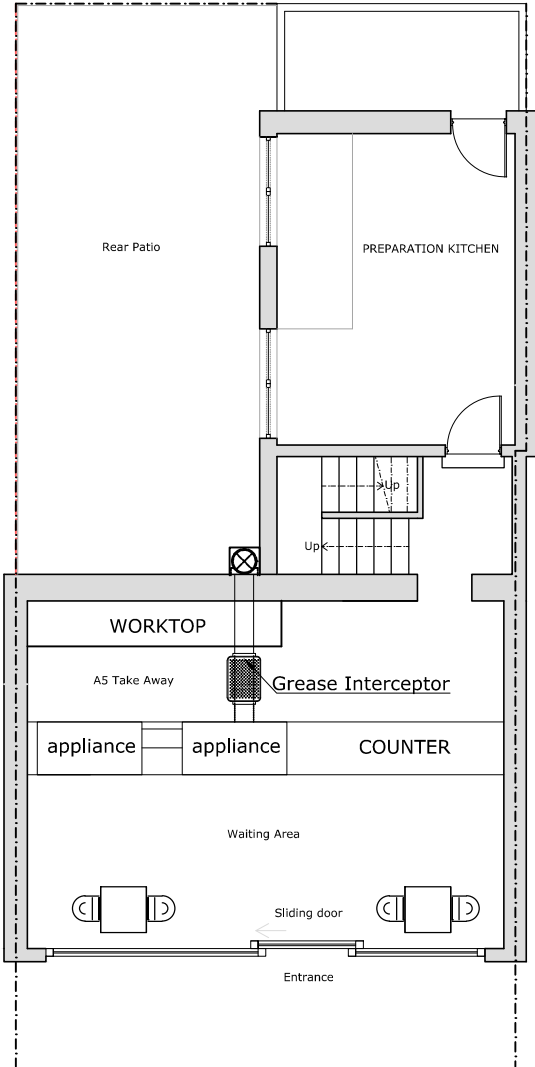 Rear Patio
PREPARATION KITCHEN
Up
Up
WORKTOP
A5 Take Away
Grease Interceptor
appliance
appliance
COUNTER
Waiting Area
Sliding door
Entrance